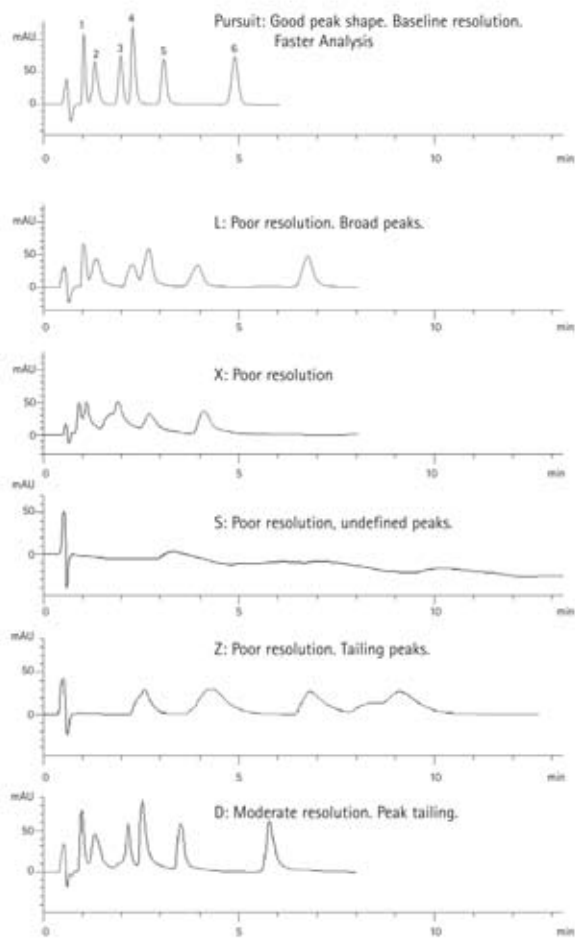 Pursuit: Good peak shape. Baseline resolution.
Faster Analysis
mAU
50
0
1
2
3
4
5
6
0
5
10
min
L: Poor resolution. Broad peaks.
mAU
50
0
0
5
10
min
X: Poor resolution
mAU
50
0
0
5
10
min
S: Poor resolution, undefined peaks.
mAU
50
0
0
5
10
min
Z: Poor resolution. Tailing peaks.
mAU
50
0
0
5
10
min
D: Moderate resolution. Peak tailing.
mAU
50
0
0
5
10
min